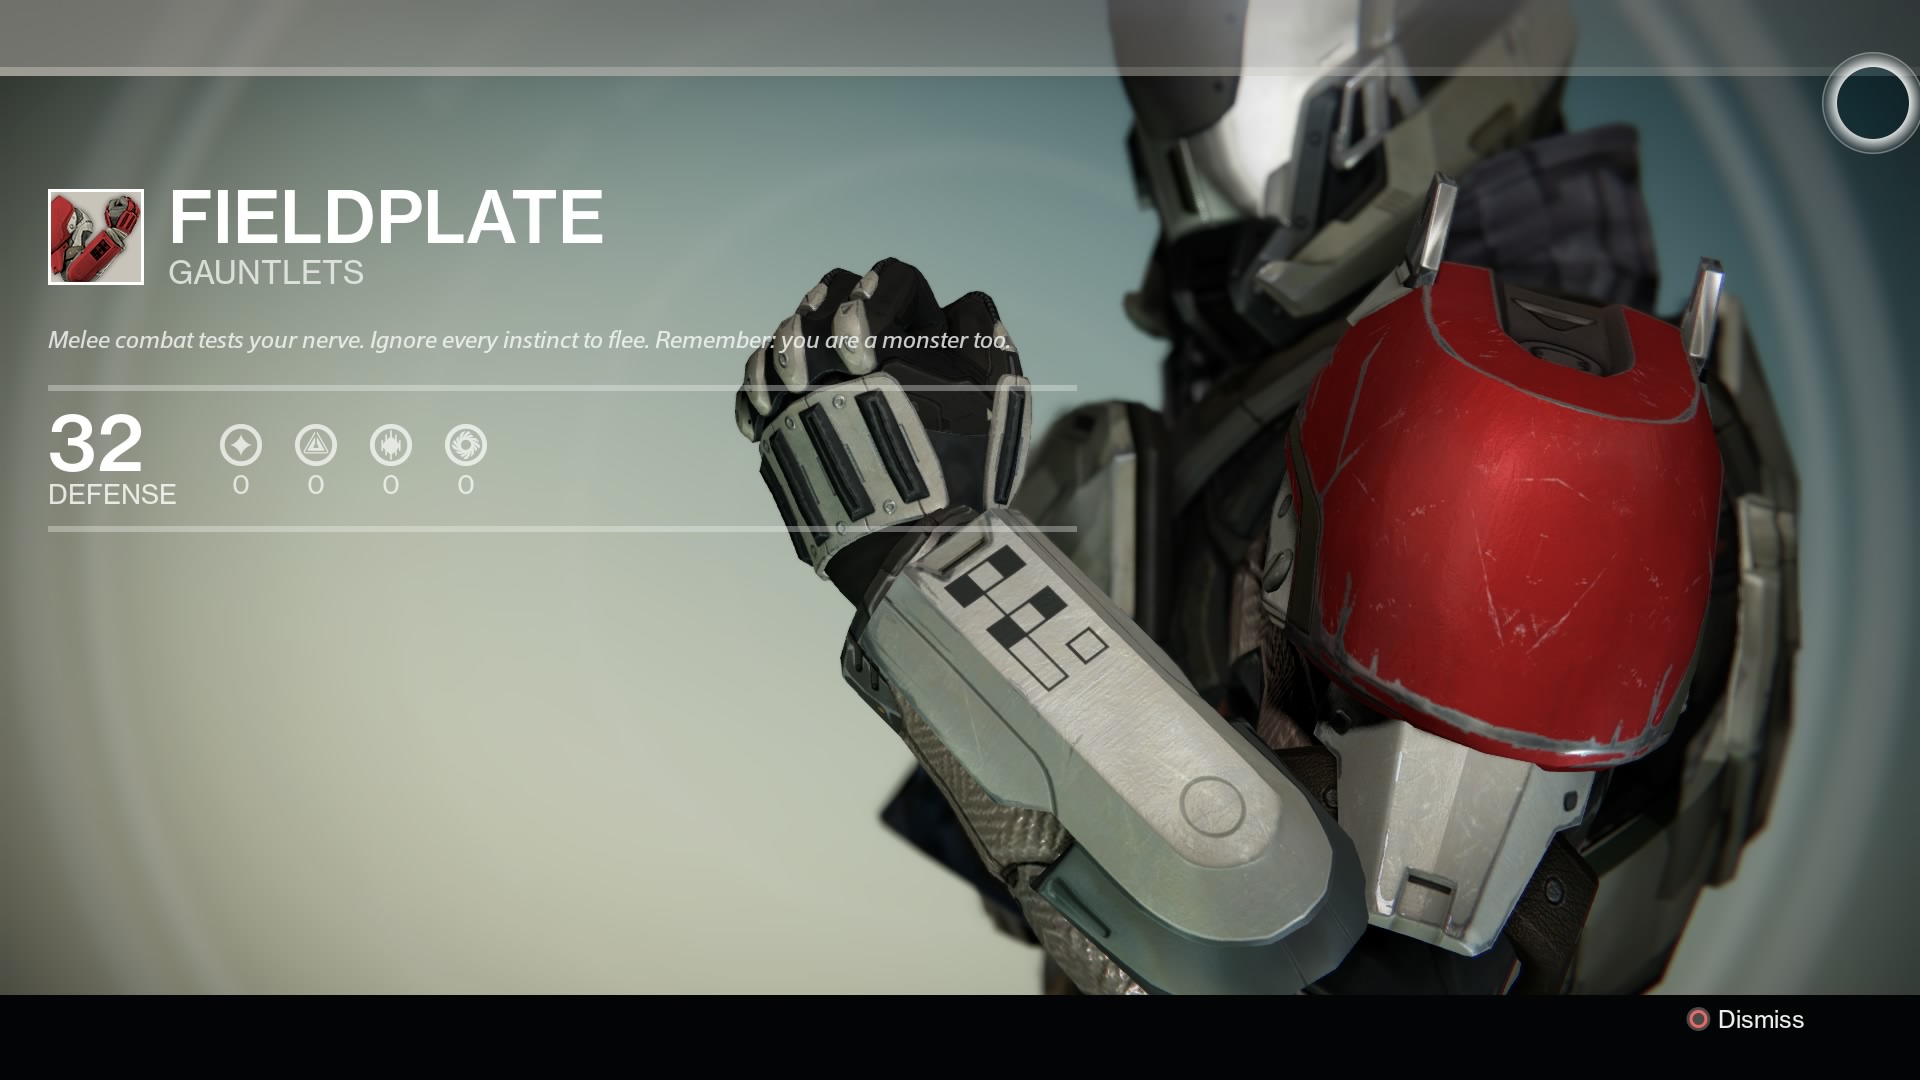 FIELDPLATE
GAUNTLETS
Melee combat tests your nerve. Ignore every instinct to flee. Remember: you are a monster too.
32
DEFENSE
0 0 0 0
Dismiss